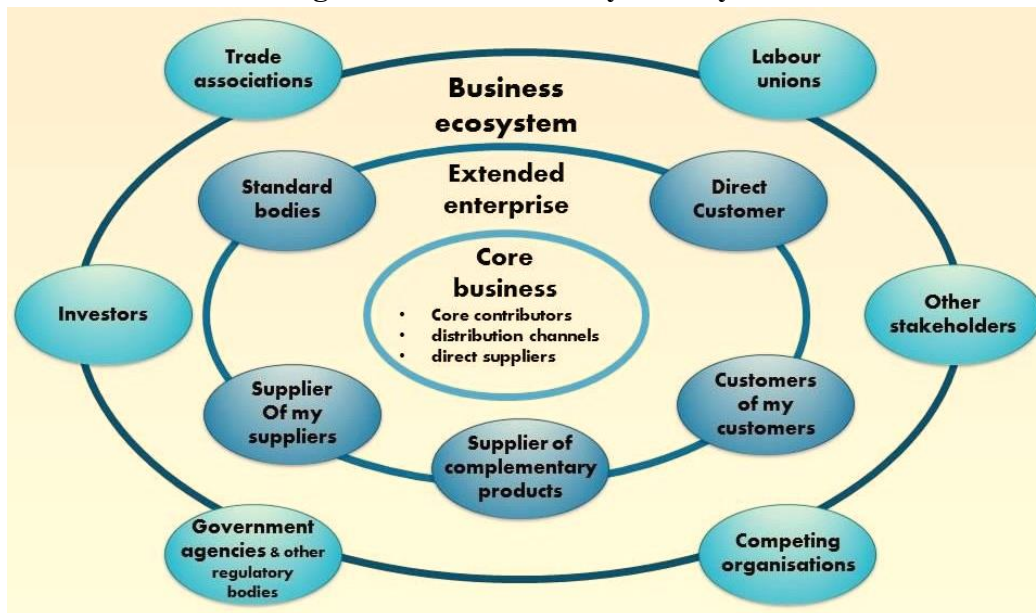 Trade
associations
Labour
unions
Business
ecosystem
Standard
bodies
Extended
enterprise
Direct
Customer
Core
business
• Core contributors
• distribution channels
• direct suppliers
Investors
Other
stakeholders
Supplier
Of my
suppliers
Customers
of my
customers
Supplier of
complementary
products
Government
agencies & other
regulatory
bodies
Competing
organisations